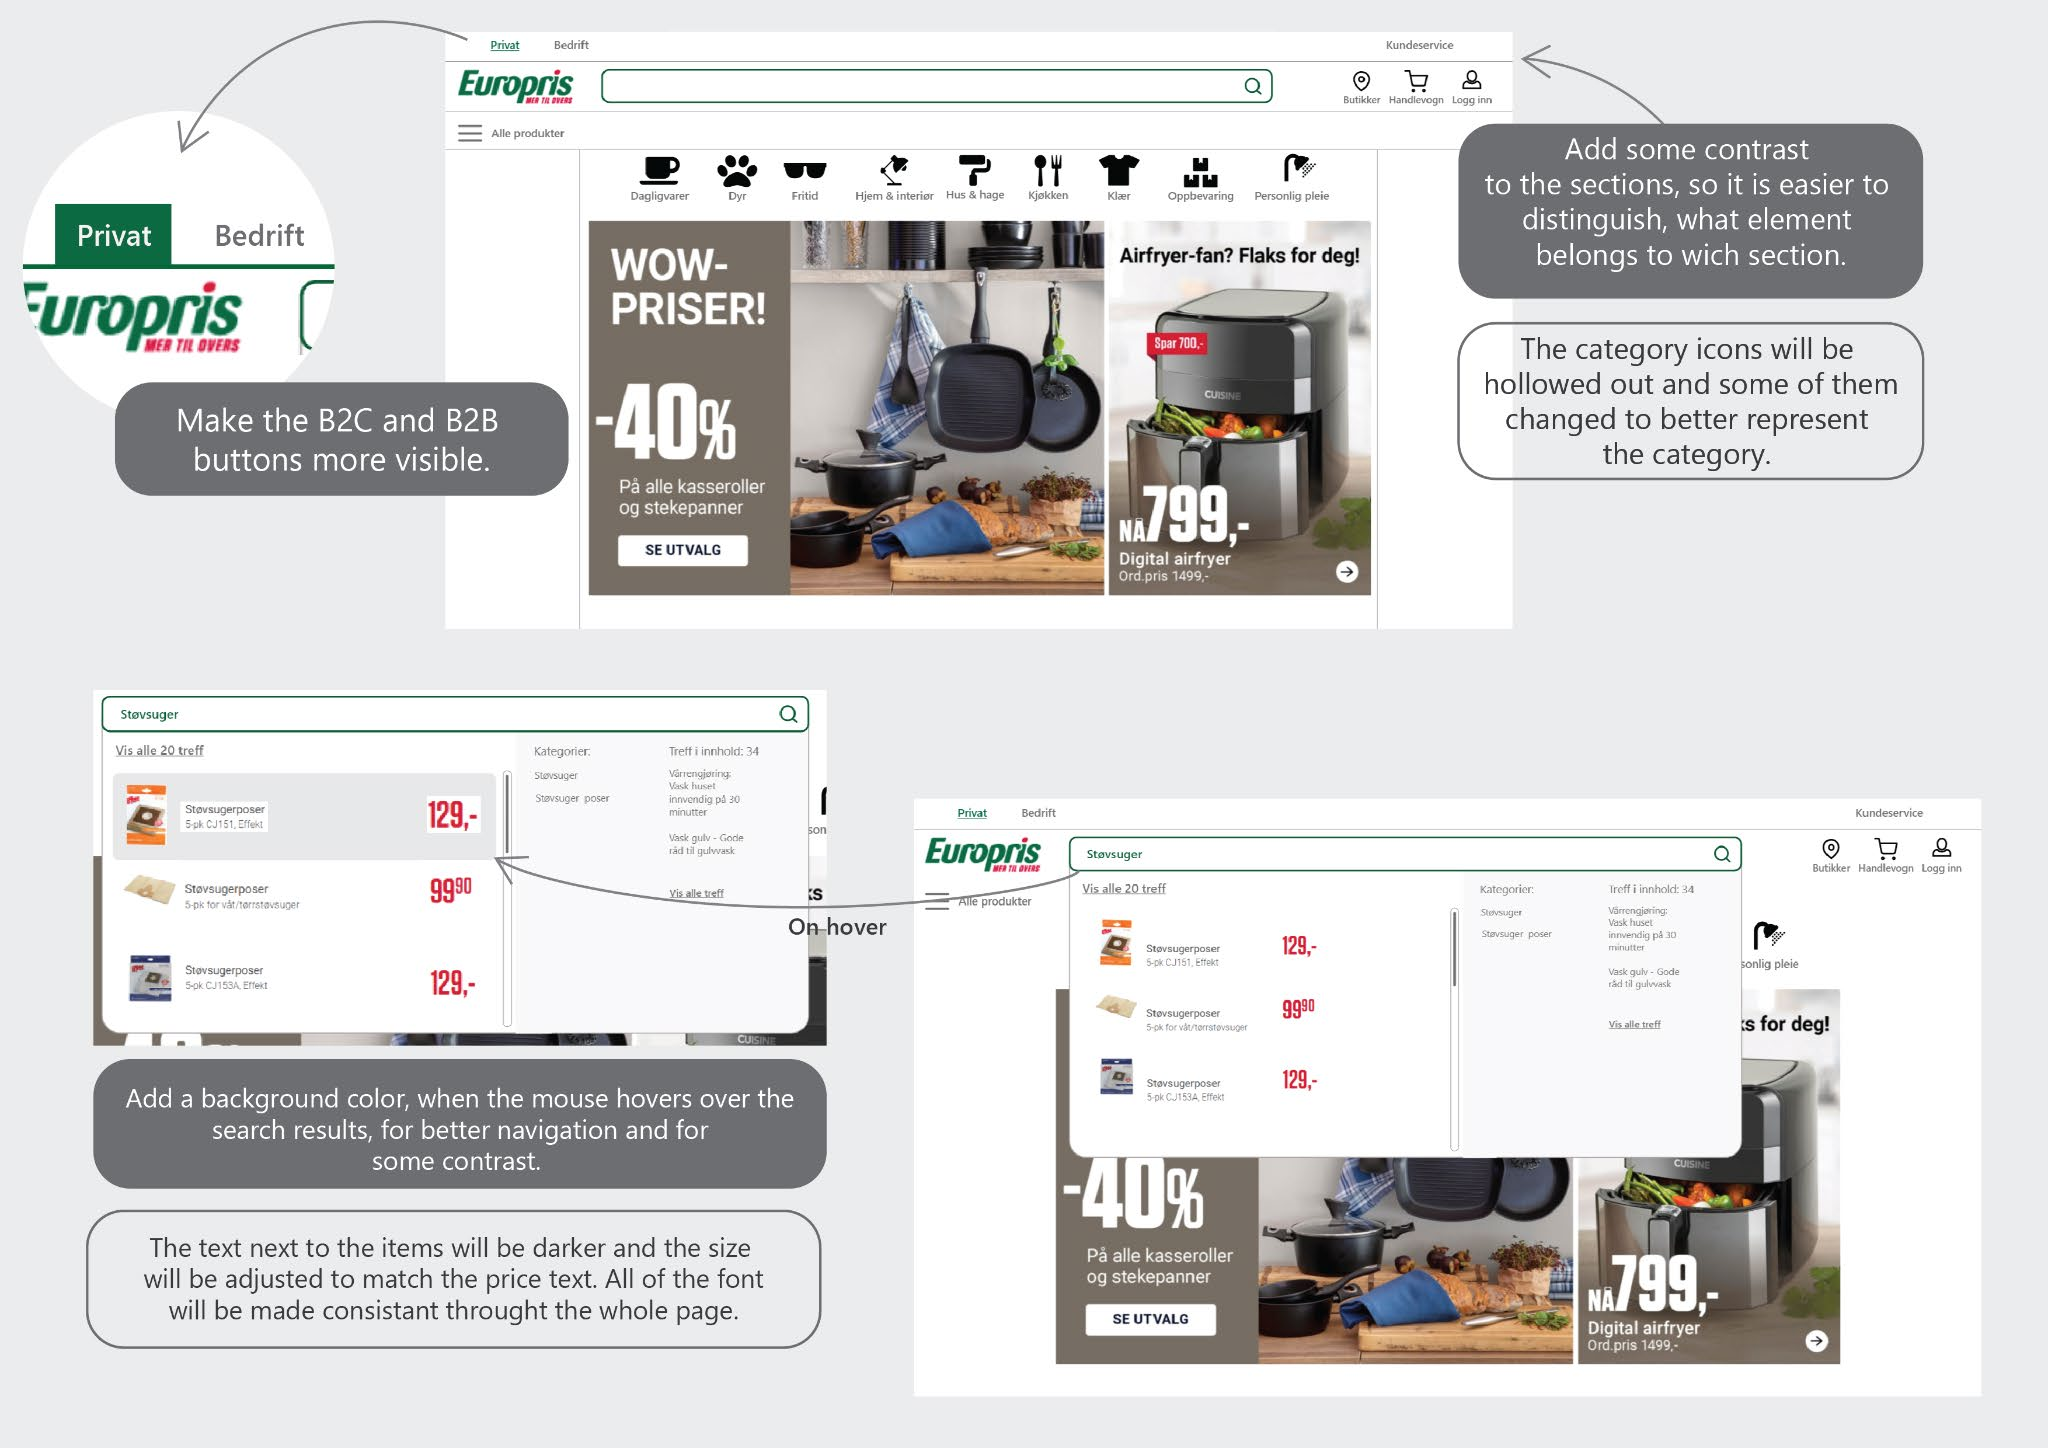 Privat Bedrift Kundeservice
Europris
MER TIL OVERS
Butikker Handlevogn Logg inn
Alle produkter
Dagligvarer Dyr Fritid Hjem & interiør Hus & hage Kjøkken Klær Oppbevaring Personlig pleie
WOW-
PRISER!
-40%
På alle kasseroller
og stekepanner
SE UTVALG
Airfryer-fan? Flaks for deg!
Spar 700,-
CUISINE
NÅ 799,-
Digital airfryer
Ord.pris 1499,-
Privat Bedrift
Europris
MER TIL OVERS
Make the B2C and B2B
buttons more visible.
Add some contrast
to the sections, so it is easier to
distinguish, what element
belongs to wich section.
The category icons will be
hollowed out and some of them
changed to better represent
the category.
Støvsuger
Vis alle 20 treff
Støvsugerposer
5-pk CJ151, Effekt
129,-
Støvsugerposer
5-pk for våt/tørrstøvsuger
9990
Støvsugerposer
5-pk CJ153A, Effekt
129,-
Kategorier:
Støvsuger
Støvsuger poser
Treff i innhold: 34
Vårrengjøring:
Vask huset
innvendig på 30
minutter
Vask gulv - Gode
råd til gulvvask
Vis alle treff
son
ks
CUISINE
On hover
Add a background color, when the mouse hovers over the
search results, for better navigation and for
some contrast.
The text next to the items will be darker and the size
will be adjusted to match the price text. All of the font
will be made consistant throught the whole page.
Privat Bedrift Kundeservice
Europris
MER TIL OVERS
Støvsuger
Butikker Handlevogn Logg inn
Alle produkter
Vis alle 20 treff
Støvsugerposer
5-pk CJ151, Effekt
129,-
Støvsugerposer
5-pk for våt/tørrstøvsuger
9990
Støvsugerposer
5-pk CJ153A, Effekt
129,-
Kategorier:
Støvsuger
Støvsuger poser
Treff i innhold: 34
Vårrengjøring:
Vask huset
innvendig på 30
minutter
Vask gulv - Gode
råd til gulvvask
Vis alle treff
sonlig pleie
ks for deg!
CUISINE
-40%
På alle kasseroller
og stekepanner
SE UTVALG
NÅ 799,-
Digital airfryer
Ord.pris 1499,-